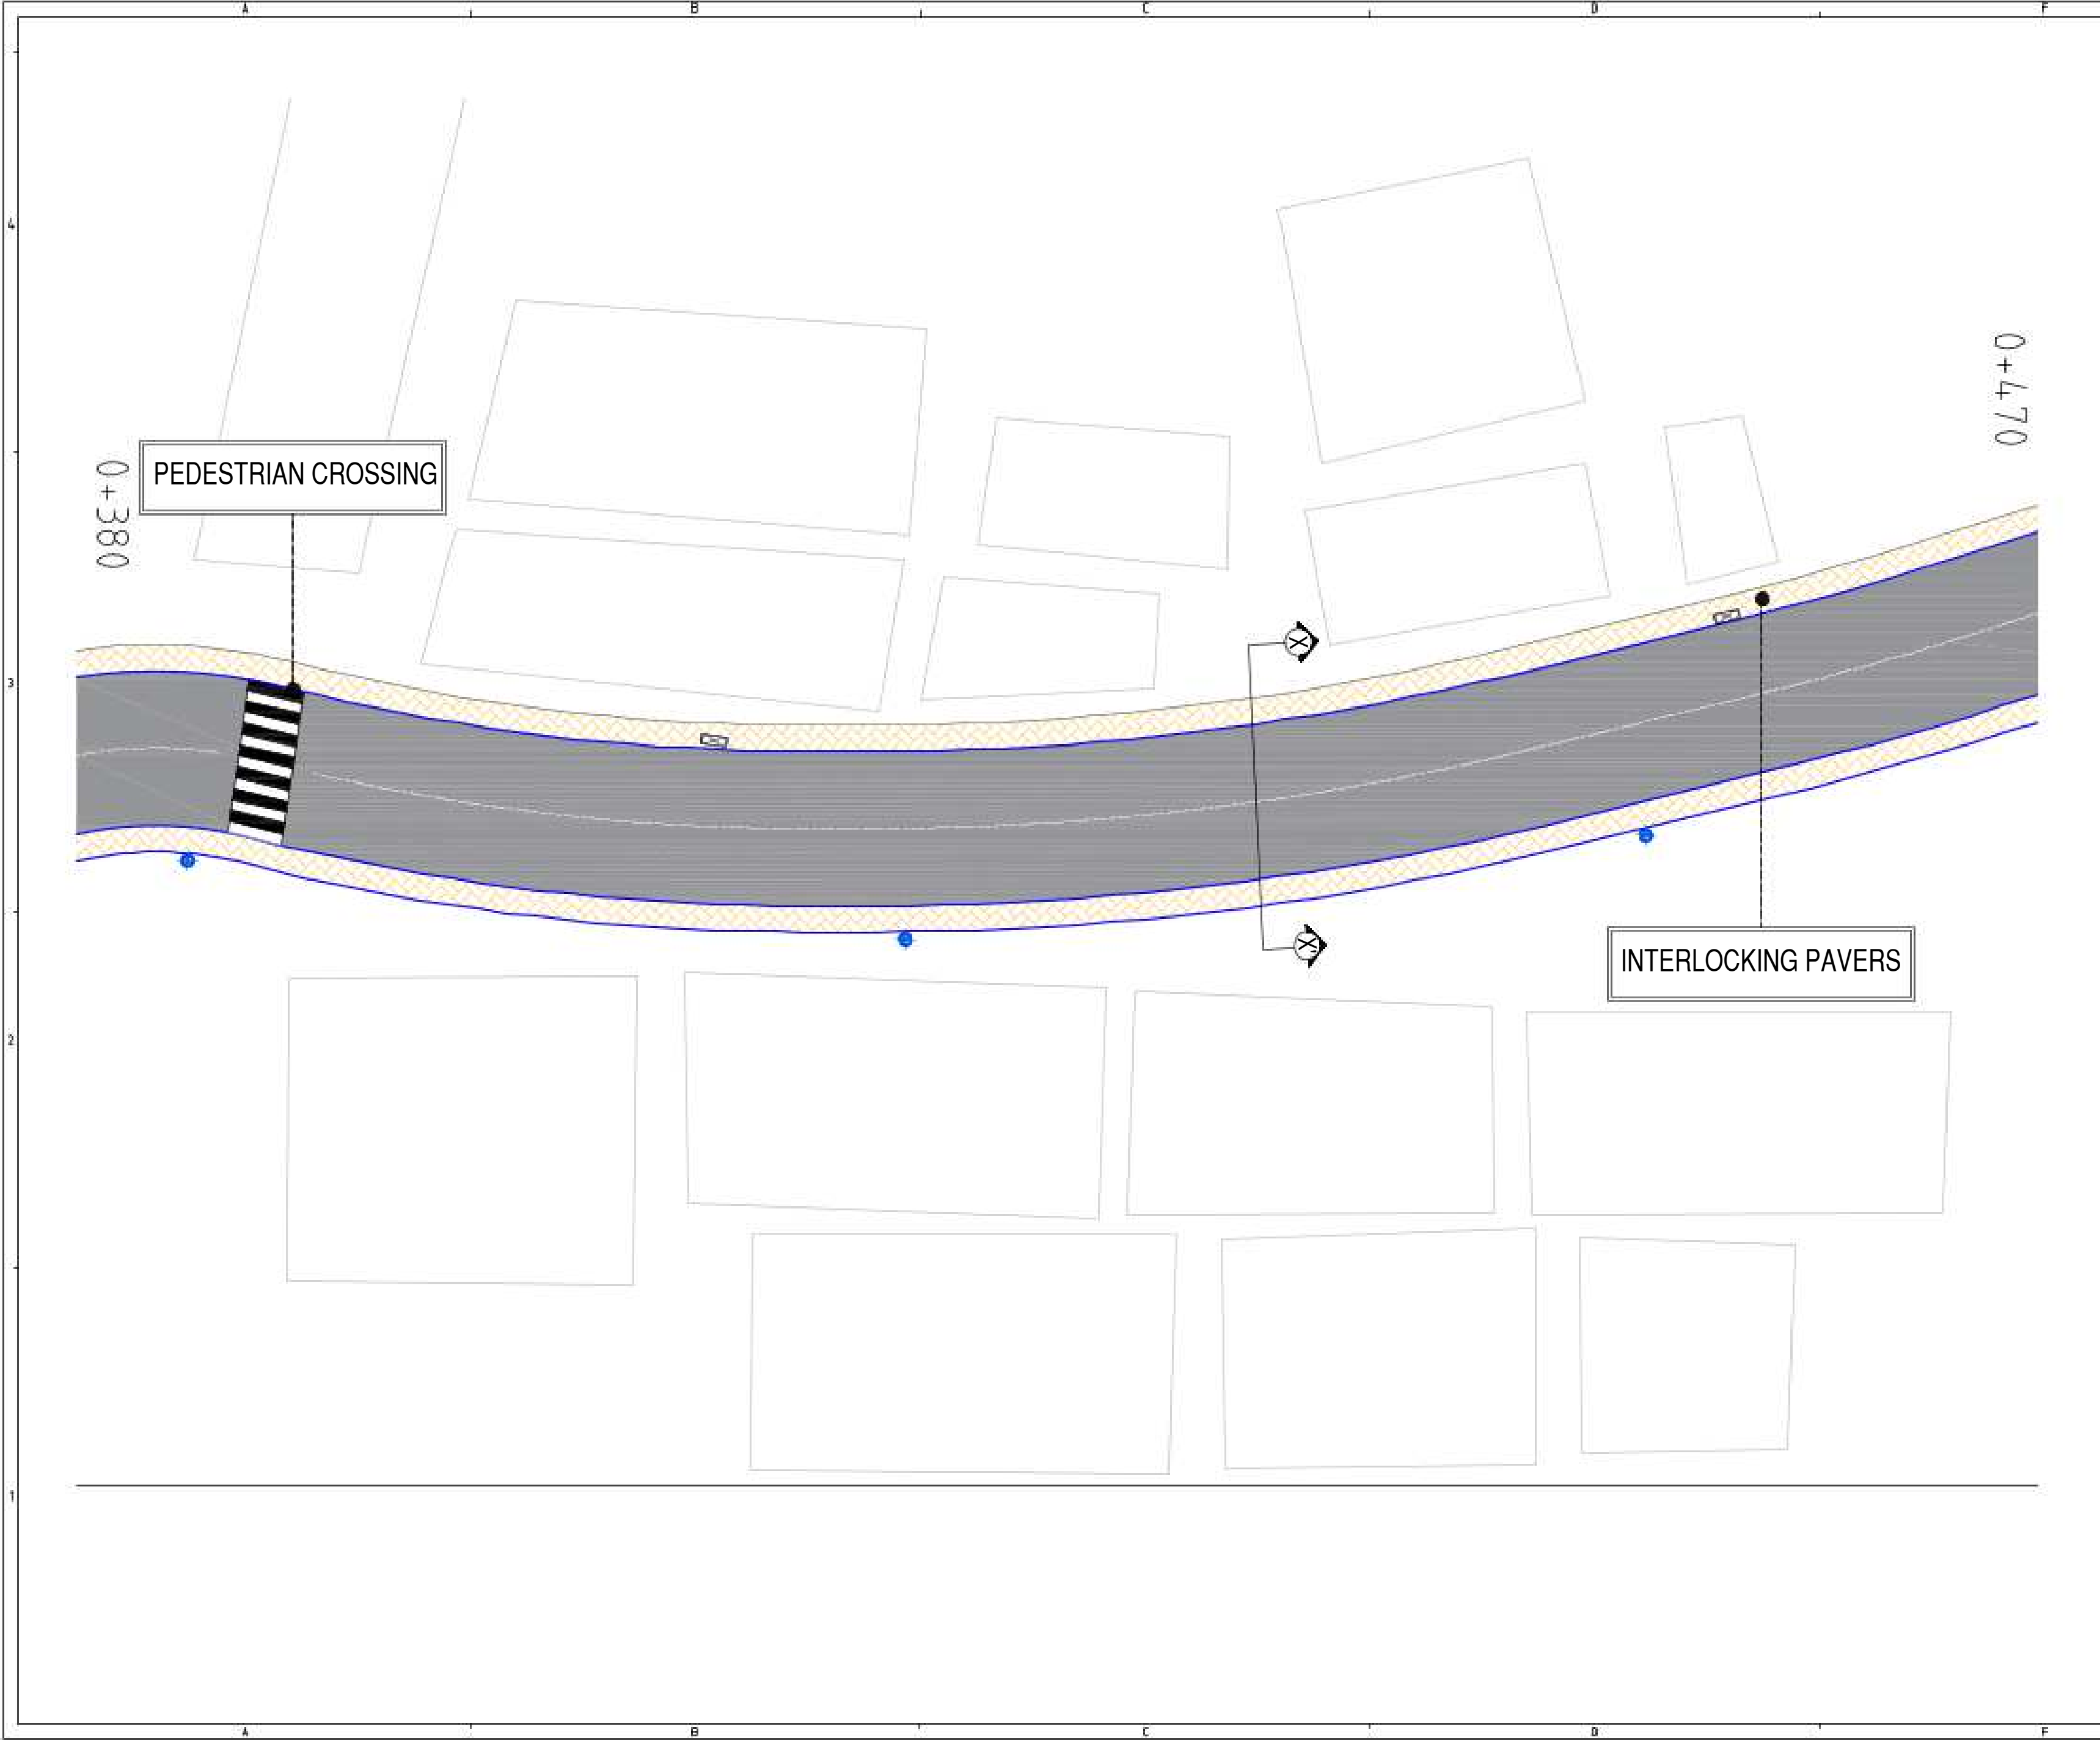 A B C D F
4
0+470
PEDESTRIAN CROSSING
0+380
X
3
X
INTERLOCKING PAVERS
2
1
A B C D F